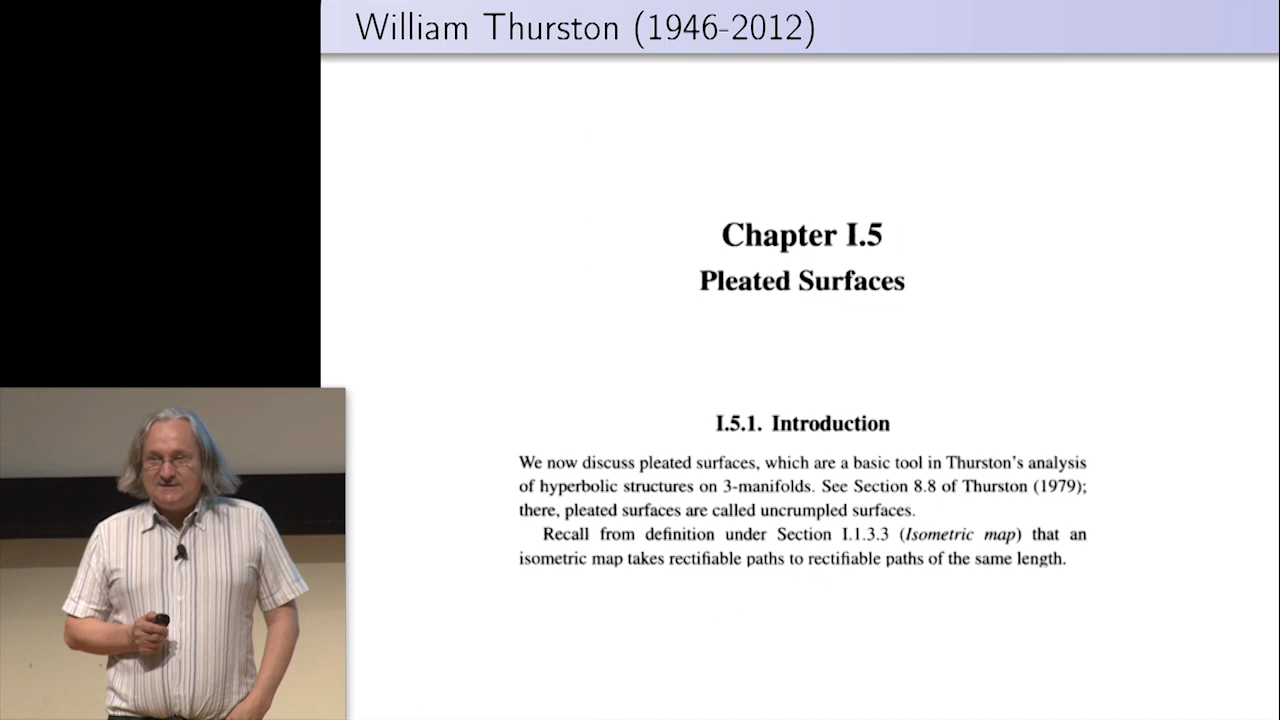 William Thurston (1946-2012)
Chapter I.5
Pleated Surfaces
I.5.1. Introduction
We now discuss pleated surfaces, which are a basic tool in Thurston's analysis
of hyperbolic structures on 3-manifolds. See Section 8.8 of Thurston (1979);
there, pleated surfaces are called uncrumpled surfaces.
Recall from definition under Section I.1.3.3 (Isometric map) that an
isometric map takes rectifiable paths to rectifiable paths of the same length.